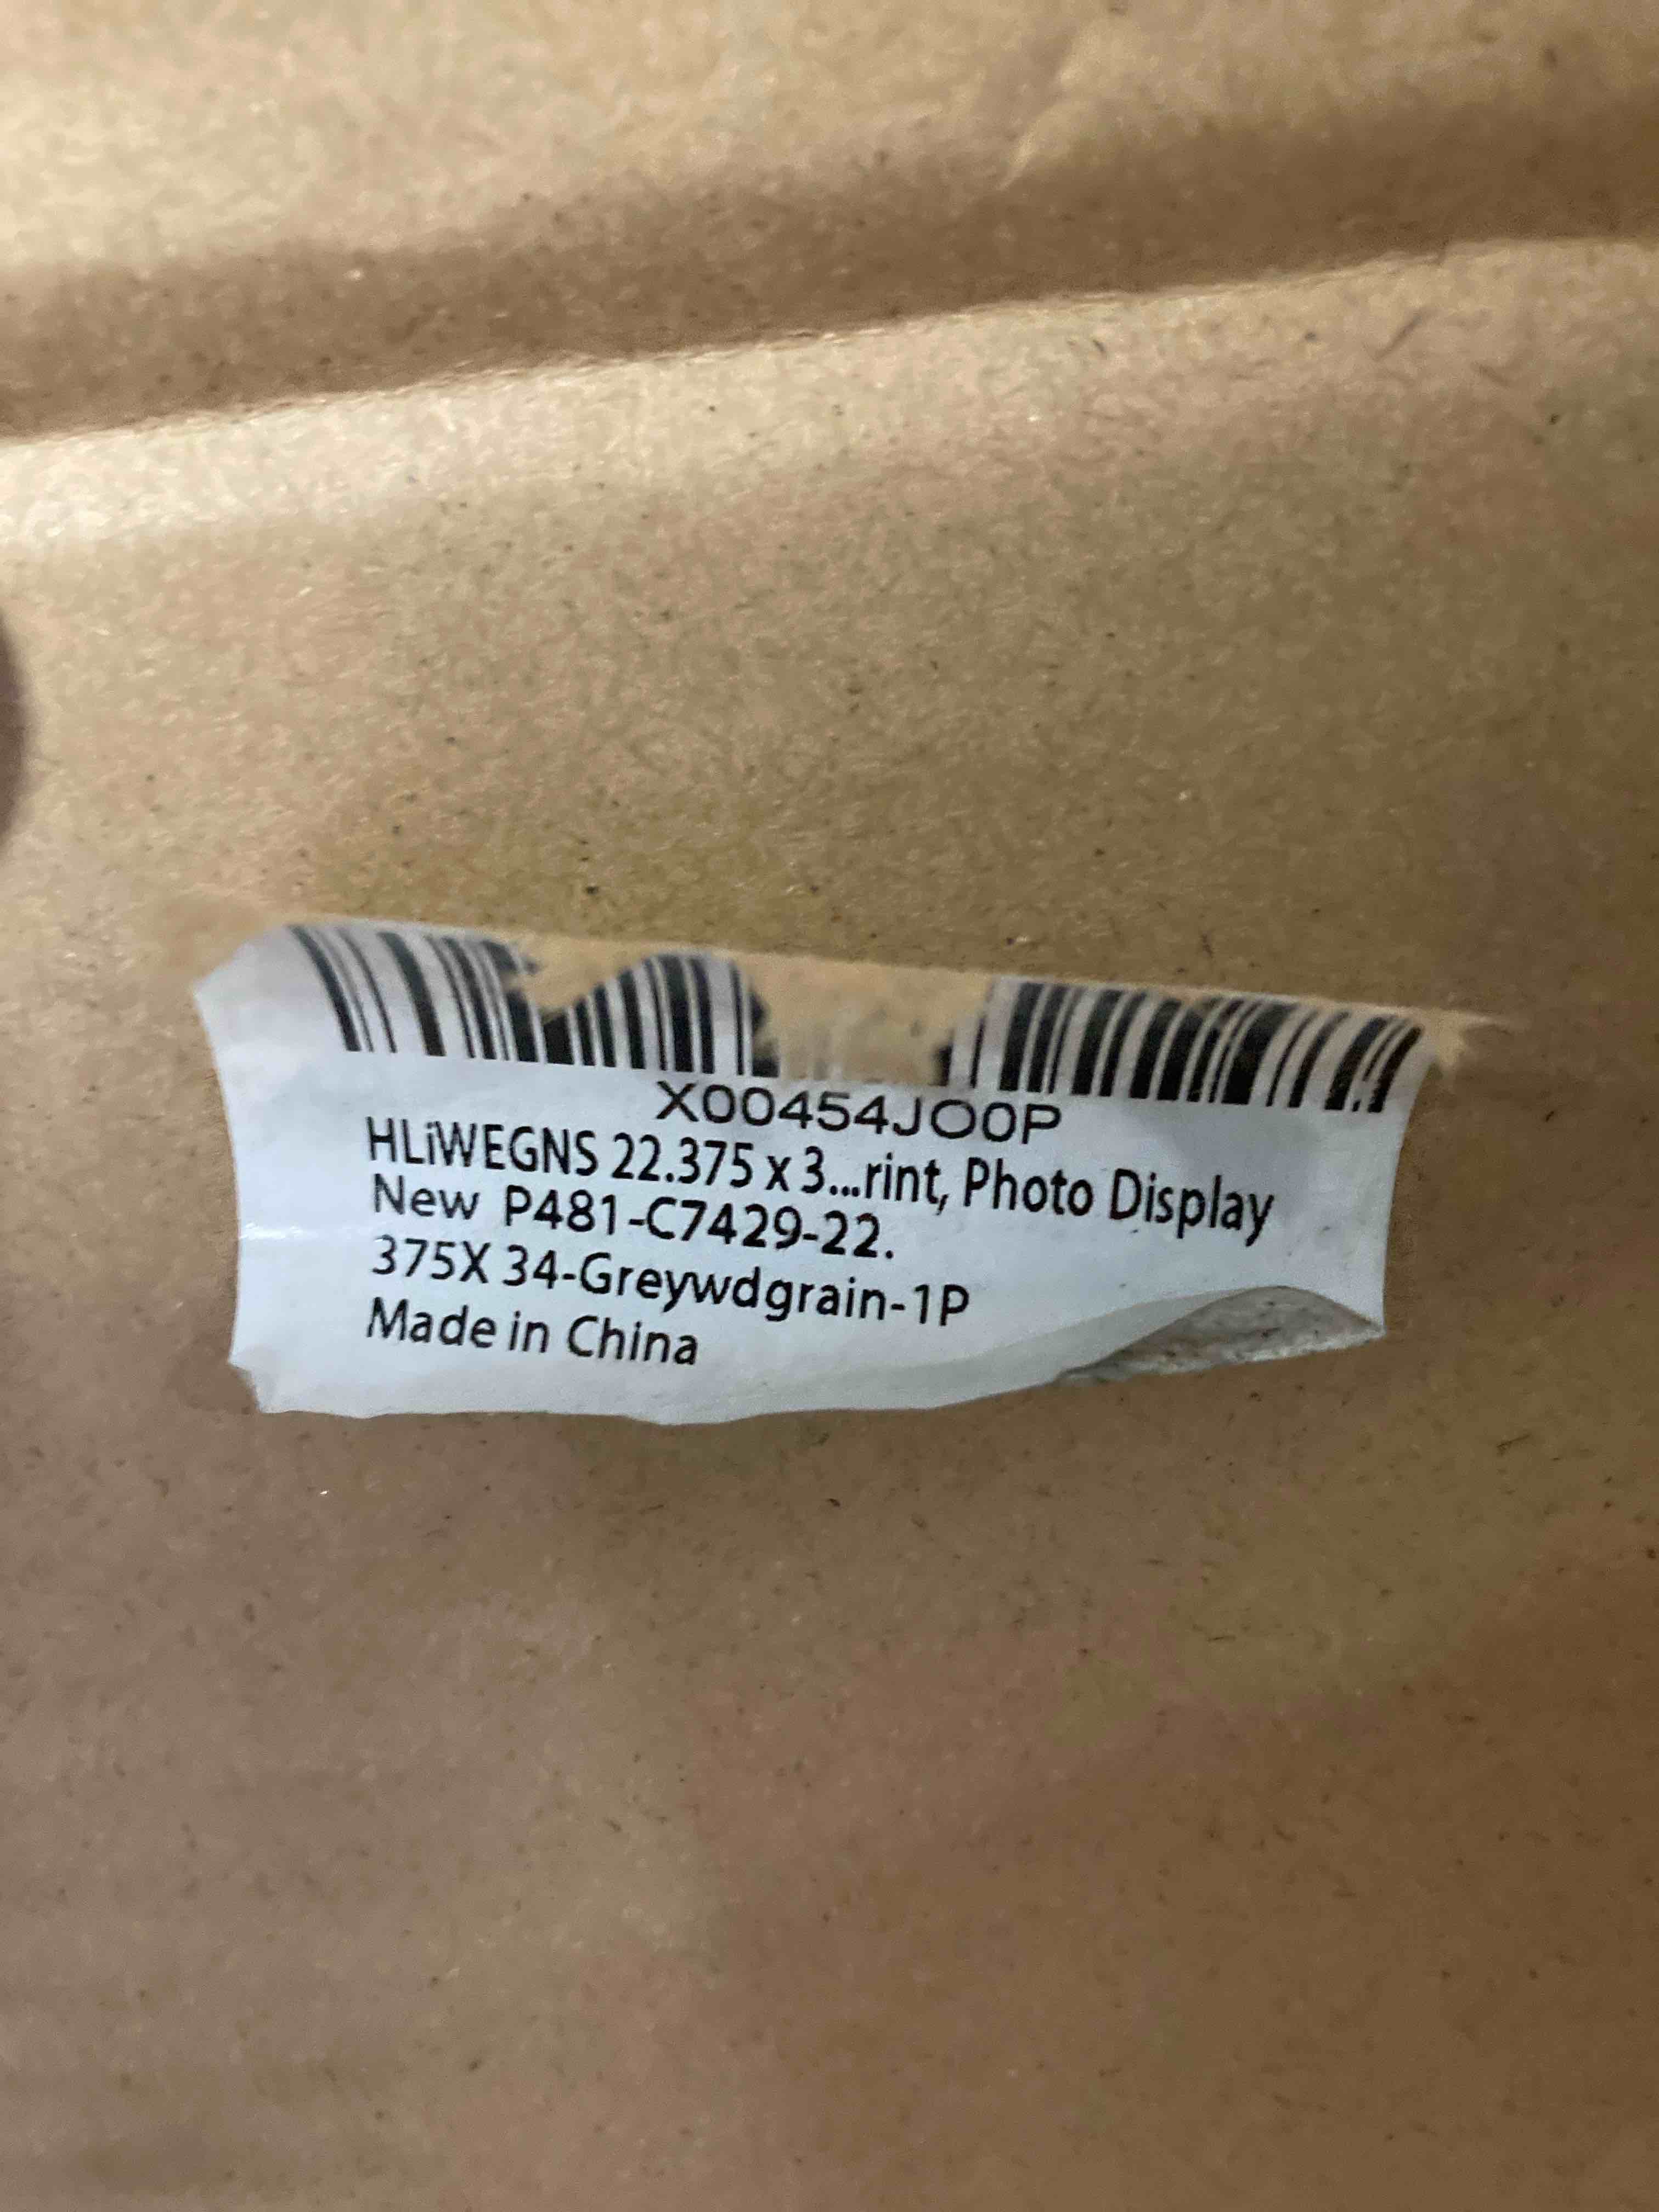 X00454JO0P
HLiWEGNS 22.375 x 3...rint, Photo Display
New P481-C7429-22.
375X 34-Greywdgrain-1P
Made in China